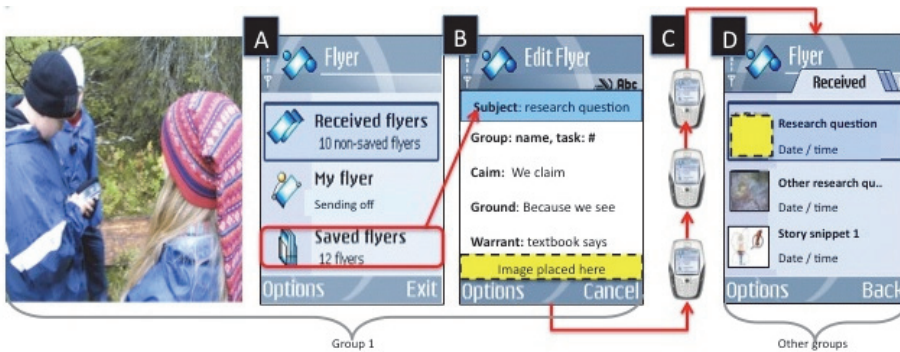 A
Flyer
Received flyers
10 non-saved flyers
My flyer
Sending off
Saved flyers
12 flyers
Options Exit
B
Edit Flyer
Abc
Subject: research question
Group: name, task: #
Caim: We claim
Ground: Because we see
Warrant: textbook says
Image placed here
Options Cancel
C
D
Flyer
Received
Research question
Date / time
Other research qu..
Date / time
Story snippet 1
Date / time
Options Back
Group 1
Other groups